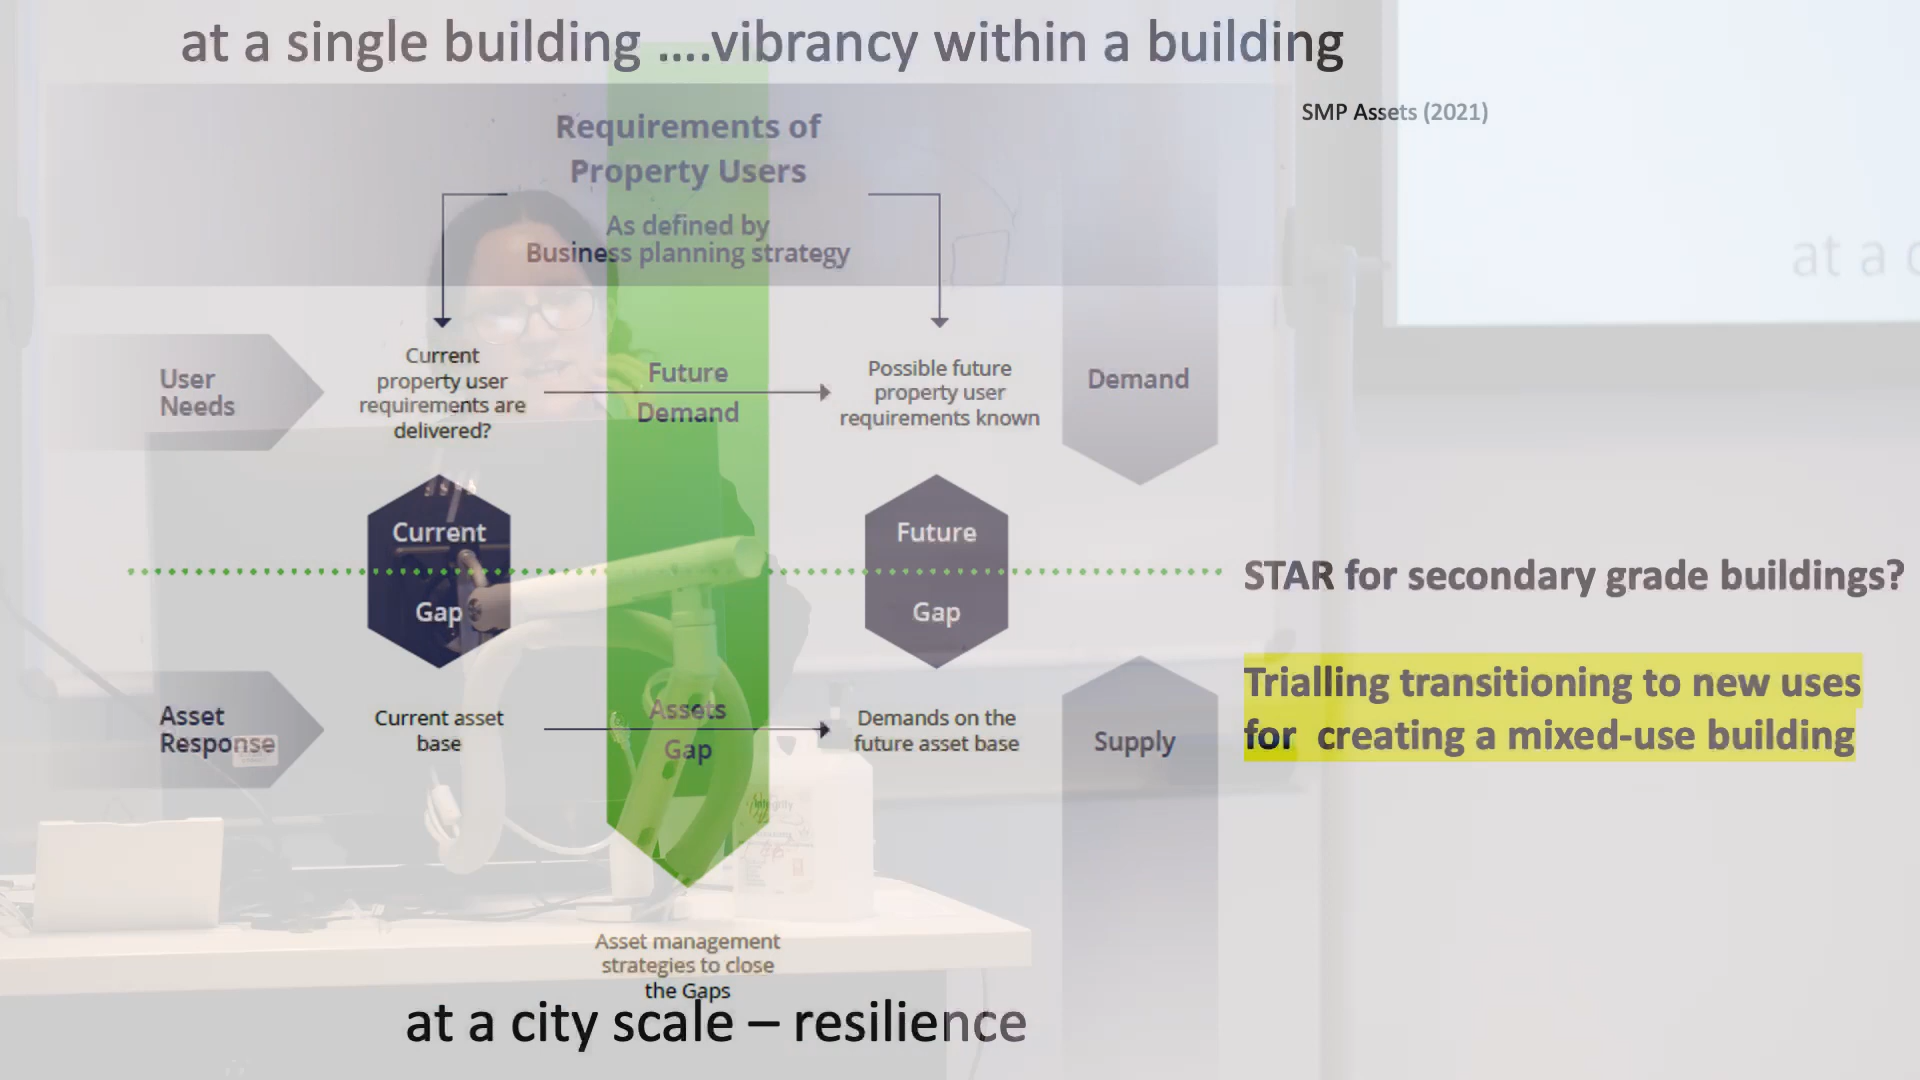 at a single building ....vibrancy within a building
SMP Assets (2021)
Requirements of
Property Users
As defined by
Business planning strategy
at a c
User
Needs
Current
property user
requirements are
delivered?
Future
Demand
Possible future
property user
requirements known
Demand
Current
Gap
Future
Gap
STAR for secondary grade buildings?
Trialling transitioning to new uses
for creating a mixed-use building
Asset
Response
Current asset
base
Assets
Gap
Demands on the
future asset base
Supply
Asset management
strategies to close
the Gaps
at a city scale – resilience